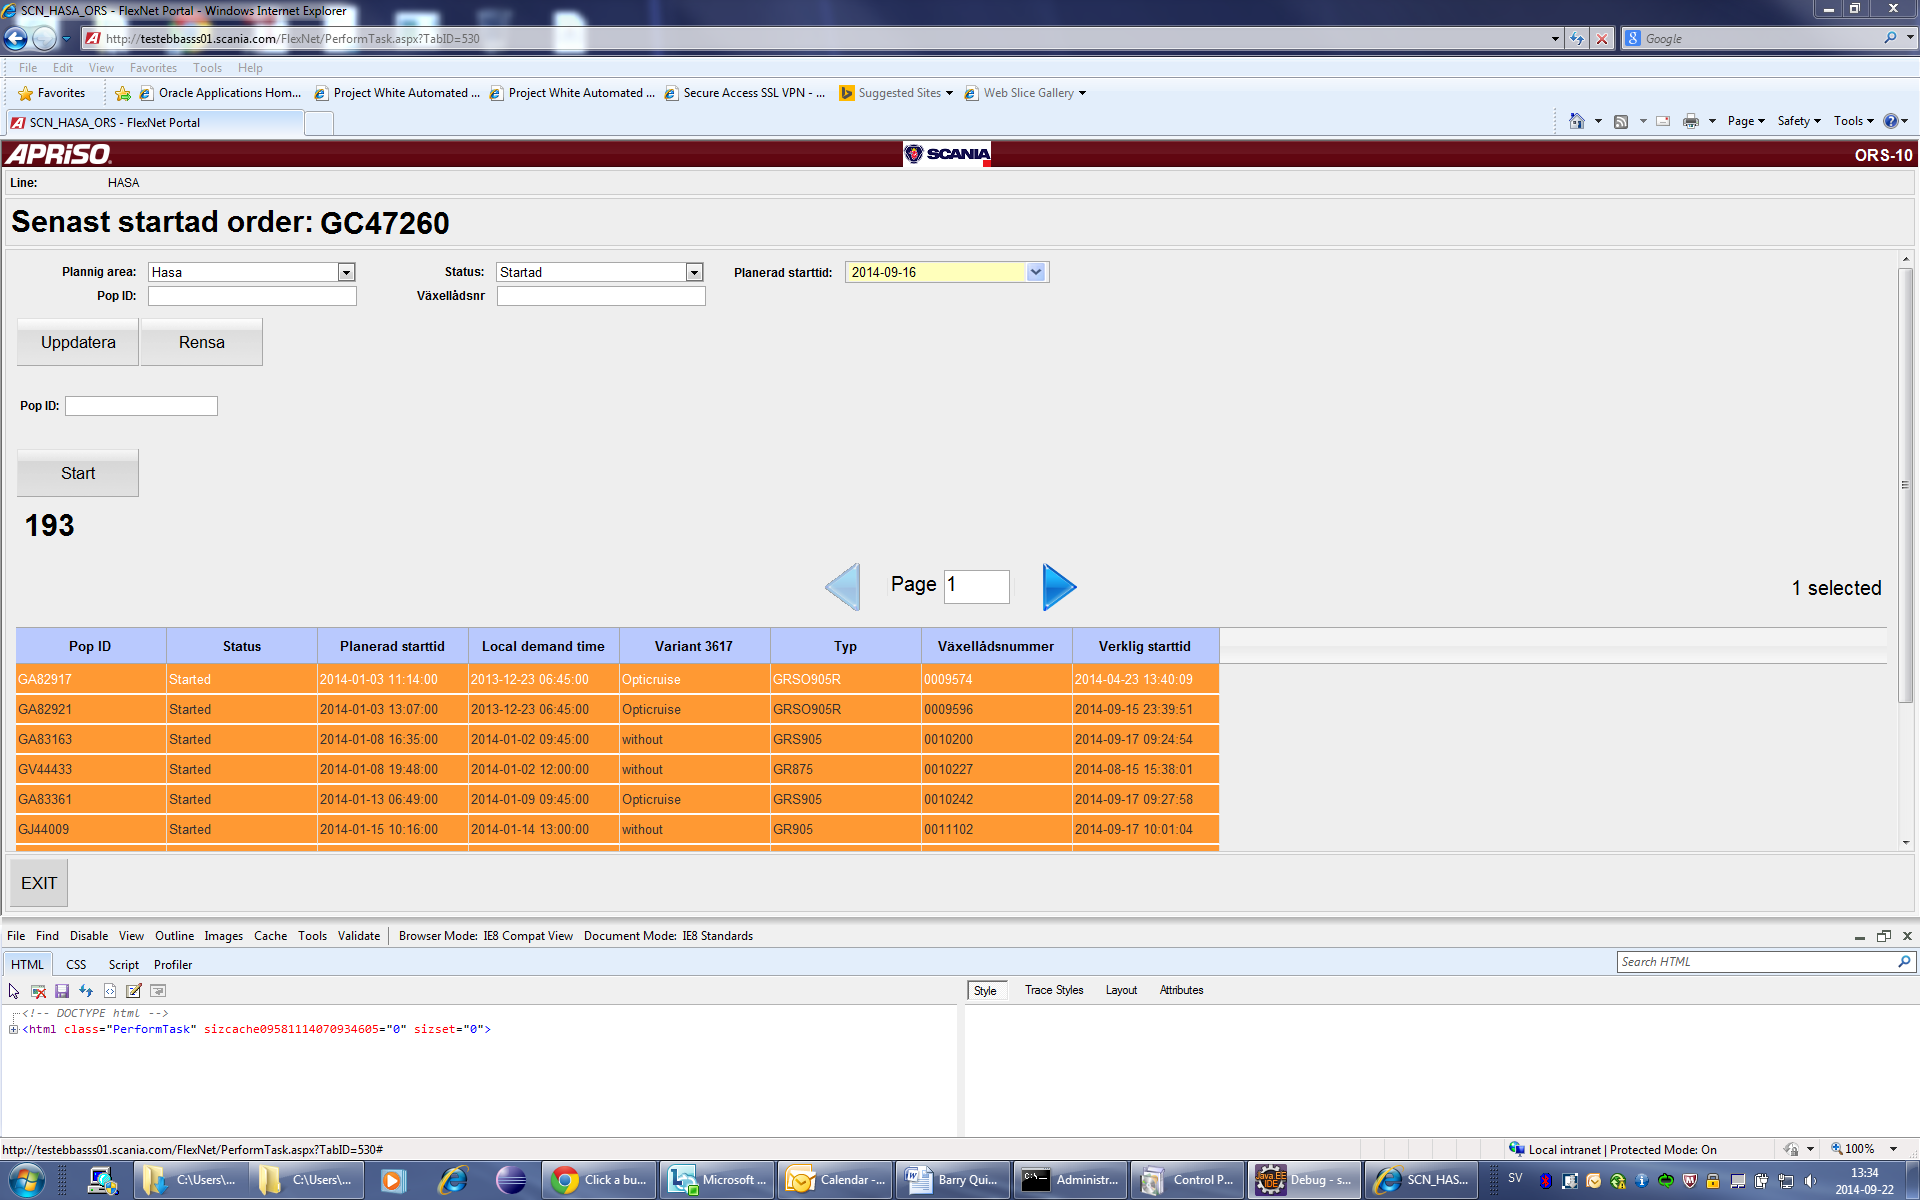 SCN_HASA_ORS - FlexNet Portal - Windows Internet Explorer
http://testebbasss01.scania.com/FlexNet/PerformTask.aspx?TabID=530
Google
File Edit View Favorites Tools Help
Favorites Oracle Applications Hom... Project White Automated ... Project White Automated ... Secure Access SSL VPN - ... Suggested Sites Web Slice Gallery
SCN_HASA_ORS - FlexNet Portal
Page Safety Tools
APRISO SCANIA ORS-10
Line: HASA
Senast startad order: GC47260
Plannig area: Hasa Status: Startad Planerad starttid: 2014-09-16
Pop ID: Växellådsnr
Uppdatera Rensa
Pop ID:
Start
193
Page 1
1 selected
Pop ID Status Planerad starttid Local demand time Variant 3617 Typ Växellådsnummer Verklig starttid
GA82917 Started 2014-01-03 11:14:00 2013-12-23 06:45:00 Opticruise GRSO905R 0009574 2014-04-23 13:40:09
GA82921 Started 2014-01-03 13:07:00 2013-12-23 06:45:00 Opticruise GRSO905R 0009596 2014-09-15 23:39:51
GA83163 Started 2014-01-08 16:35:00 2014-01-02 09:45:00 without GRS905 0010200 2014-09-17 09:24:54
GV44433 Started 2014-01-08 19:48:00 2014-01-02 12:00:00 without GR875 0010227 2014-08-15 15:38:01
GA83361 Started 2014-01-13 06:49:00 2014-01-09 09:45:00 Opticruise GRS905 0010242 2014-09-17 09:27:58
GJ44009 Started 2014-01-15 10:16:00 2014-01-14 13:00:00 without GR905 0011102 2014-09-17 10:01:04
EXIT
File Find Disable View Outline Images Cache Tools Validate Browser Mode: IE8 Compat View Document Mode: IE8 Standards
HTML CSS Script Profiler
Search HTML
Style Trace Styles Layout Attributes
<!-- DOCTYPE html -->
<html class="PerformTask" sizcache09581114070934605="0" sizset="0">
http://testebbasss01.scania.com/FlexNet/PerformTask.aspx?TabID=530#
Local intranet | Protected Mode: On
100%
C:\Users\... C:\Users\... Click a bu... Microsoft ... Calendar -... Barry Qui... Administr... Control P... Debug - s... SCN_HAS... SV
13:34
2014-09-22